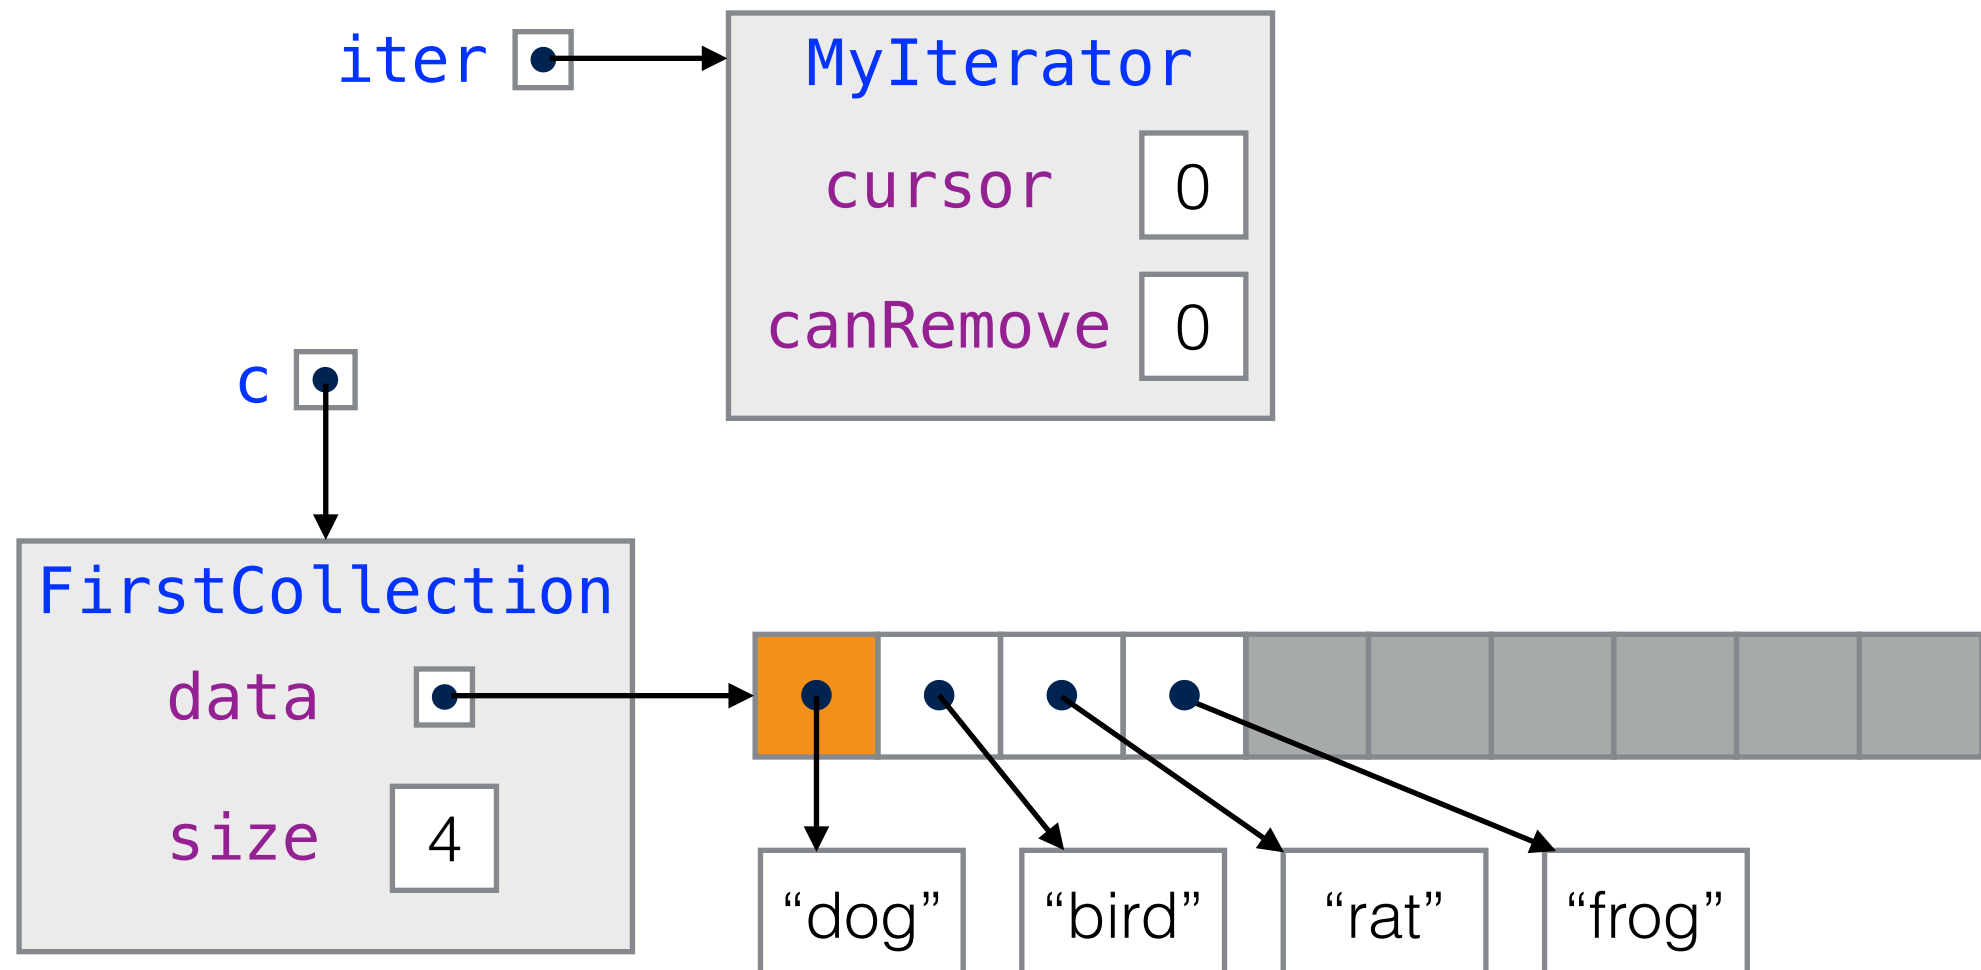 iter
MyIterator
cursor 0
canRemove 0
c
FirstCollection
data
size 4
“dog” “bird” “rat” “frog”